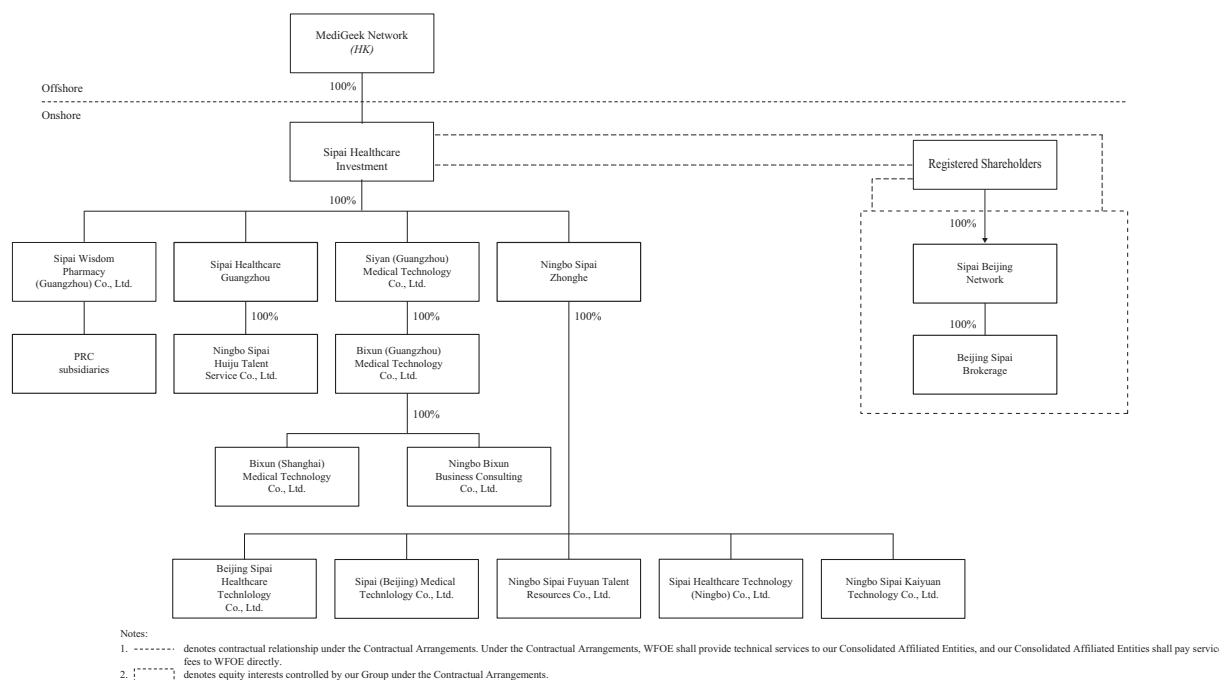 MediGeek Network
(HK)
100%
Offshore
Onshore
Sipai Healthcare
Investment
Registered Shareholders
100%
100%
Sipai Wisdom
Pharmacy
(Guangzhou) Co., Ltd.
Sipai Healthcare
Guangzhou
Siyan (Guangzhou)
Medical Technology
Co., Ltd.
Ningbo Sipai
Zhonghe
Sipai Beijing
Network
100%
100%
100%
100%
PRC
subsidiaries
Ningbo Sipai
Huiju Talent
Service Co., Ltd.
Bixun (Guangzhou)
Medical Technology
Co., Ltd.
Beijing Sipai
Brokerage
100%
Bixun (Shanghai)
Medical Technology
Co., Ltd.
Ningbo Bixun
Business Consulting
Co., Ltd.
Beijing Sipai
Healthcare
Techlology
Co., Ltd.
Sipai (Beijing) Medical
Technlology Co., Ltd.
Ningbo Sipai Fuyuan Talent
Resources Co., Ltd.
Sipai Healthcare Technology
(Ningbo) Co., Ltd.
Ningbo Sipai Kaiyuan
Technology Co., Ltd.
Notes:
1. denotes contractual relationship under the Contractual Arrangements. Under the Contractual Arrangements, WFOE shall provide technical services to our Consolidated Affiliated Entities, and our Consolidated Affiliated Entities shall pay servic
fees to WFOE directly.
2. denotes equity interests controlled by our Group under the Contractual Arrangements.